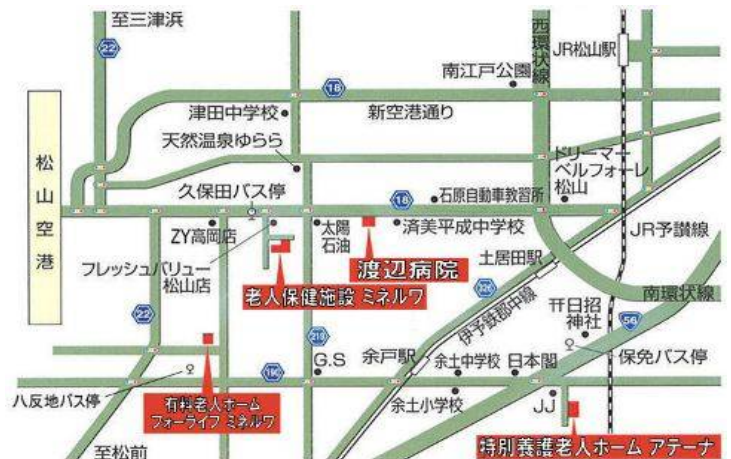 至三津浜
22
西環状線
JR松山駅
南江戸公園
18
津田中学校
新空港通り
天然温泉ゆらら
松山空港
ドリーマー
ベルフォーレ
松山
久保田バス停
18
石原自動車教習所
ZY高岡店
太陽
石油
済美平成中学校
JR予讃線
フレッシュバリュー
松山店
渡辺病院
土居田駅
老人保健施設 ミネルワ
326
伊予鉄郡中線
南環状線
22
日招
神社
56
210
G.S
余戸駅
余土中学校
日本閣
保免バス停
190
八反地バス停
有料老人ホーム
フォーライフ ミネルワ
余土小学校
JJ
至松前
特別養護老人ホーム アテーナ